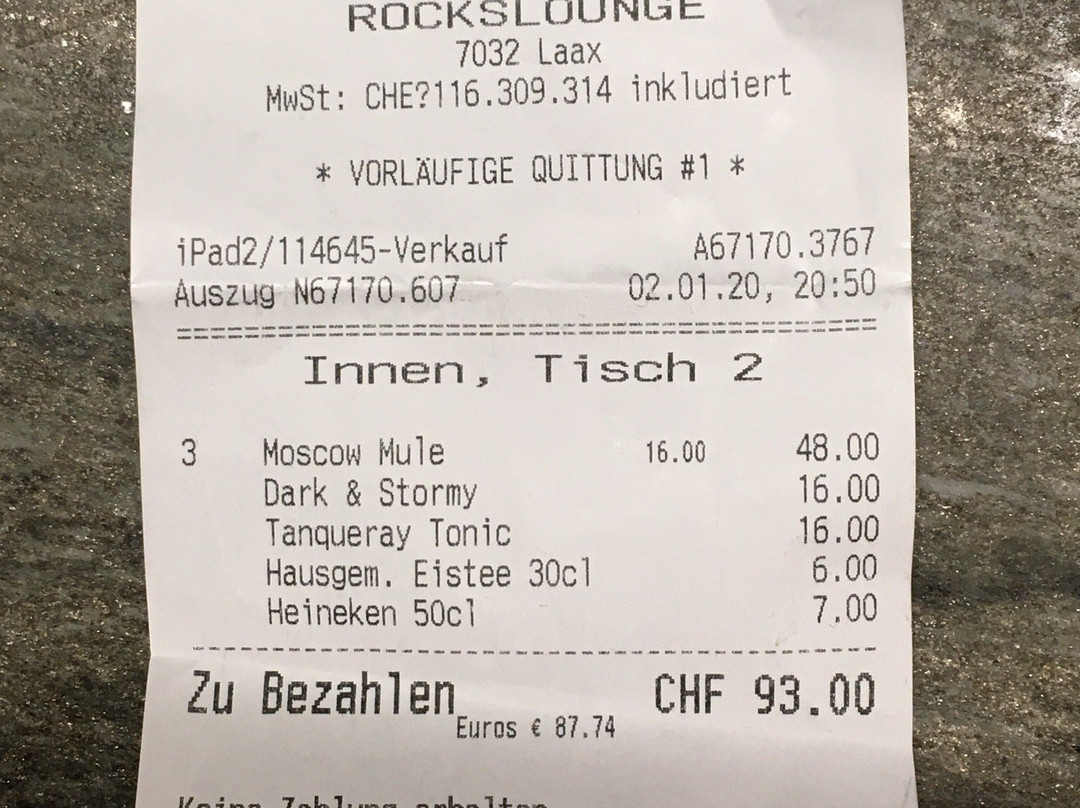 ROCKSLOUNGE
7032 Laax
MwSt: CHE?116.309.314 inkludiert
* VORLÄUFIGE QUITTUNG #1 *
iPad2/114645-Verkauf A67170.3767
Auszug N67170.607 02.01.20, 20:50
Innen, Tisch 2
3 Moscow Mule 16.00 48.00
Dark & Stormy 16.00
Tanqueray Tonic 16.00
Hausgem. Eistee 30cl 6.00
Heineken 50cl 7.00
Zu Bezahlen CHF 93.00
Euros € 87.74
Keine Zahlung erhalten